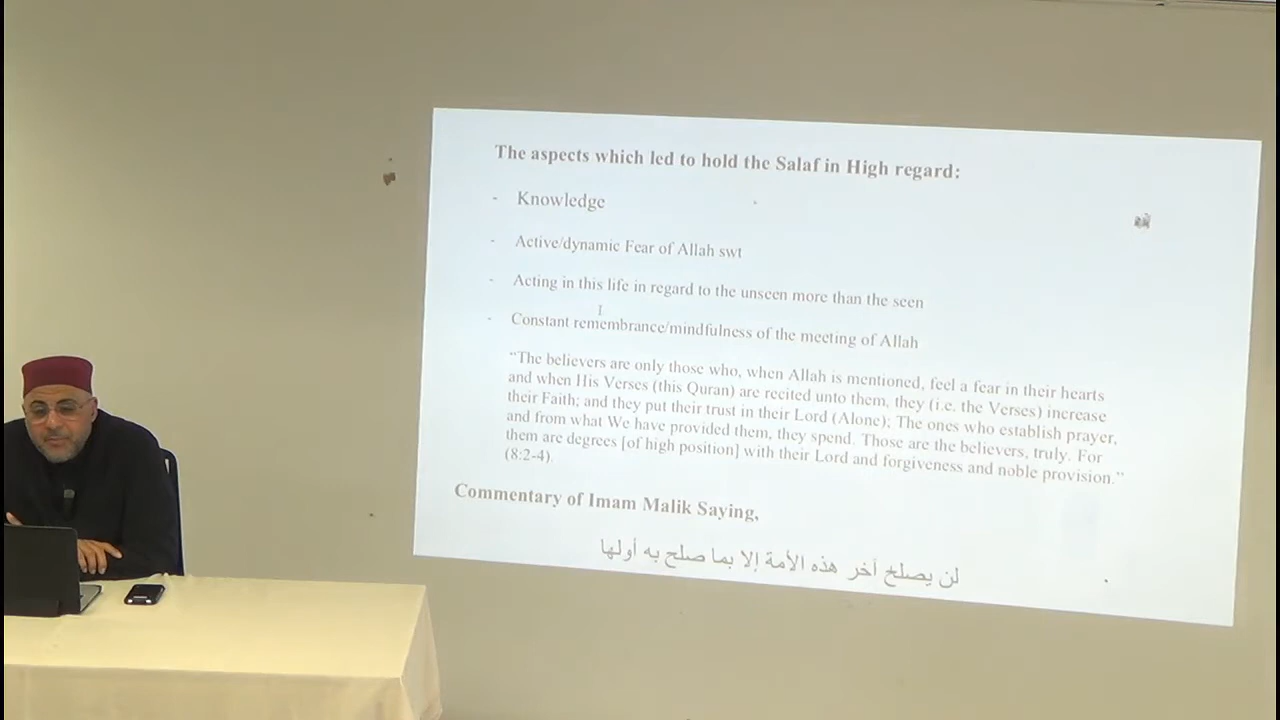 The aspects which led to hold the Salaf in High regard:
- Knowledge
- Active/dynamic Fear of Allah swt
- Acting in this life in regard to the unseen more than the seen
- Constant remembrance/mindfulness of the meeting of Allah
“The believers are only those who, when Allah is mentioned, feel a fear in their hearts
and when His Verses (this Quran) are recited unto them, they (i.e. the Verses) increase
their Faith; and they put their trust in their Lord (Alone); The ones who establish prayer,
and from what We have provided them, they spend. Those are the believers, truly. For
them are degrees [of high position] with their Lord and forgiveness and noble provision.”
(8:2-4).
Commentary of Imam Malik Saying,
لن يصلح آخر هذه الأمة إلا بما صلح به أولها